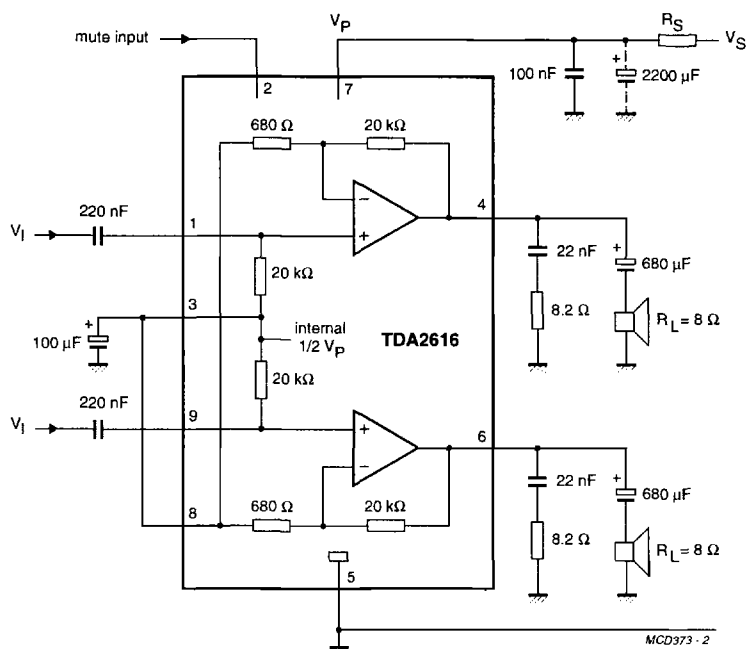 mute input
V_P
R_S
V_S
2
7
100 nF
2200 µF
+
680 Ω
20 kΩ
220 nF
V_I
1
−
+
4
22 nF
+
680 µF
20 kΩ
3
+
100 µF
internal
1/2 V_P
TDA2616
8.2 Ω
R_L = 8 Ω
20 kΩ
220 nF
V_I
9
+
−
6
22 nF
+
680 µF
8
680 Ω
20 kΩ
8.2 Ω
R_L = 8 Ω
5
MCD373 - 2